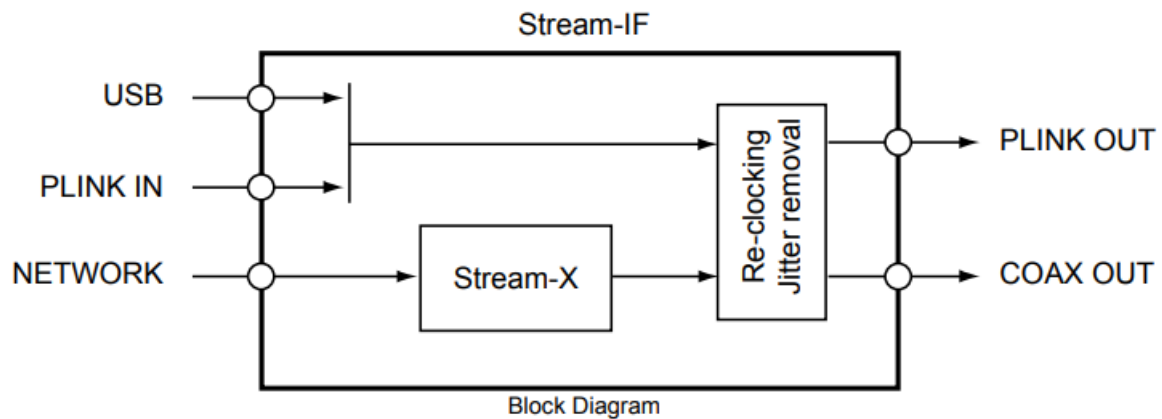 Stream-IF
USB
PLINK IN
NETWORK
Stream-X
Re-clocking
Jitter removal
PLINK OUT
COAX OUT
Block Diagram